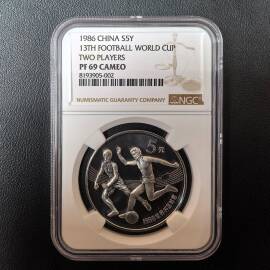 1986 CHINA S5Y
13TH FOOTBALL WORLD CUP
TWO PLAYERS
PF 69 CAMEO
8193905-002
NUMISMATIC GUARANTY COMPANY
NGC
5元